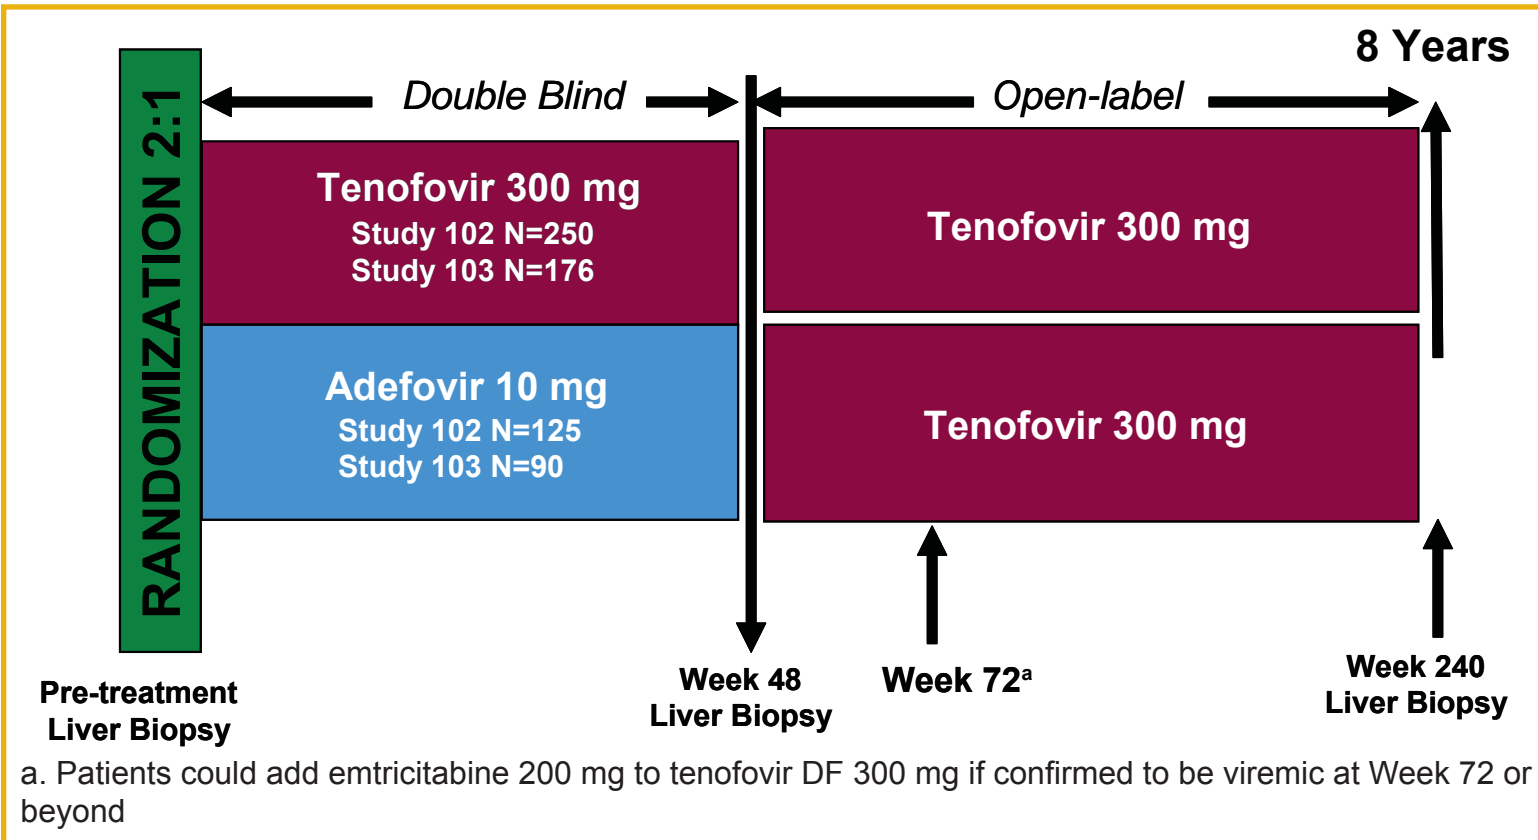 8 Years
Double Blind
Open-label
RANDOMIZATION 2:1
Tenofovir 300 mg
Study 102 N=250
Study 103 N=176
Tenofovir 300 mg
Adefovir 10 mg
Study 102 N=125
Study 103 N=90
Tenofovir 300 mg
Pre-treatment
Liver Biopsy
Week 48
Liver Biopsy
Week 72ᵃ
Week 240
Liver Biopsy
a. Patients could add emtricitabine 200 mg to tenofovir DF 300 mg if confirmed to be viremic at Week 72 or
beyond